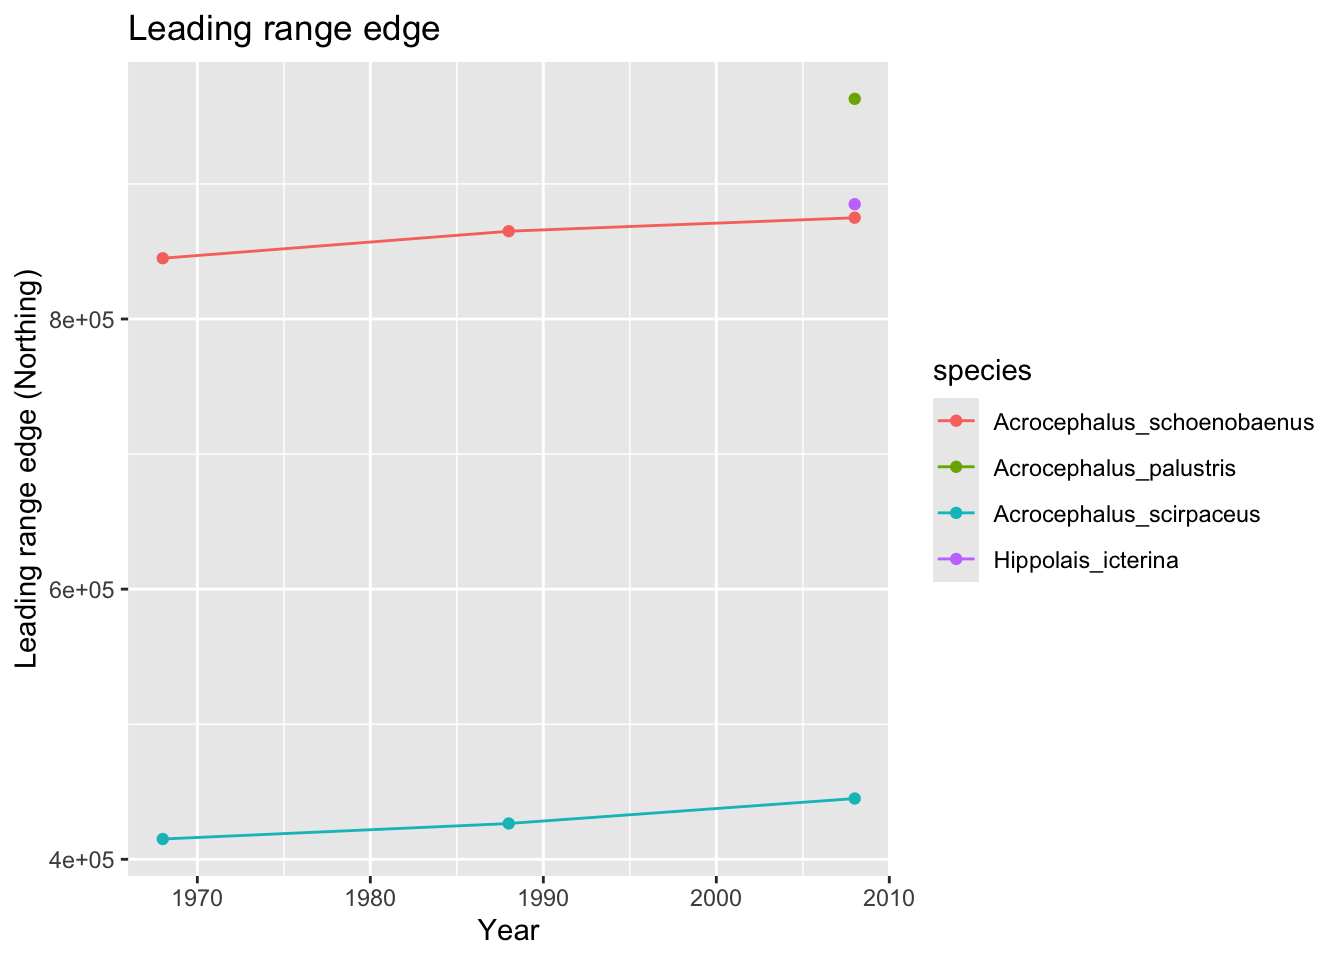 Leading range edge
Leading range edge (Northing)
8e+05
6e+05
4e+05
1970
1980
1990
2000
2010
Year
species
Acrocephalus_schoenobaenus
Acrocephalus_palustris
Acrocephalus_scirpaceus
Hippolais_icterina